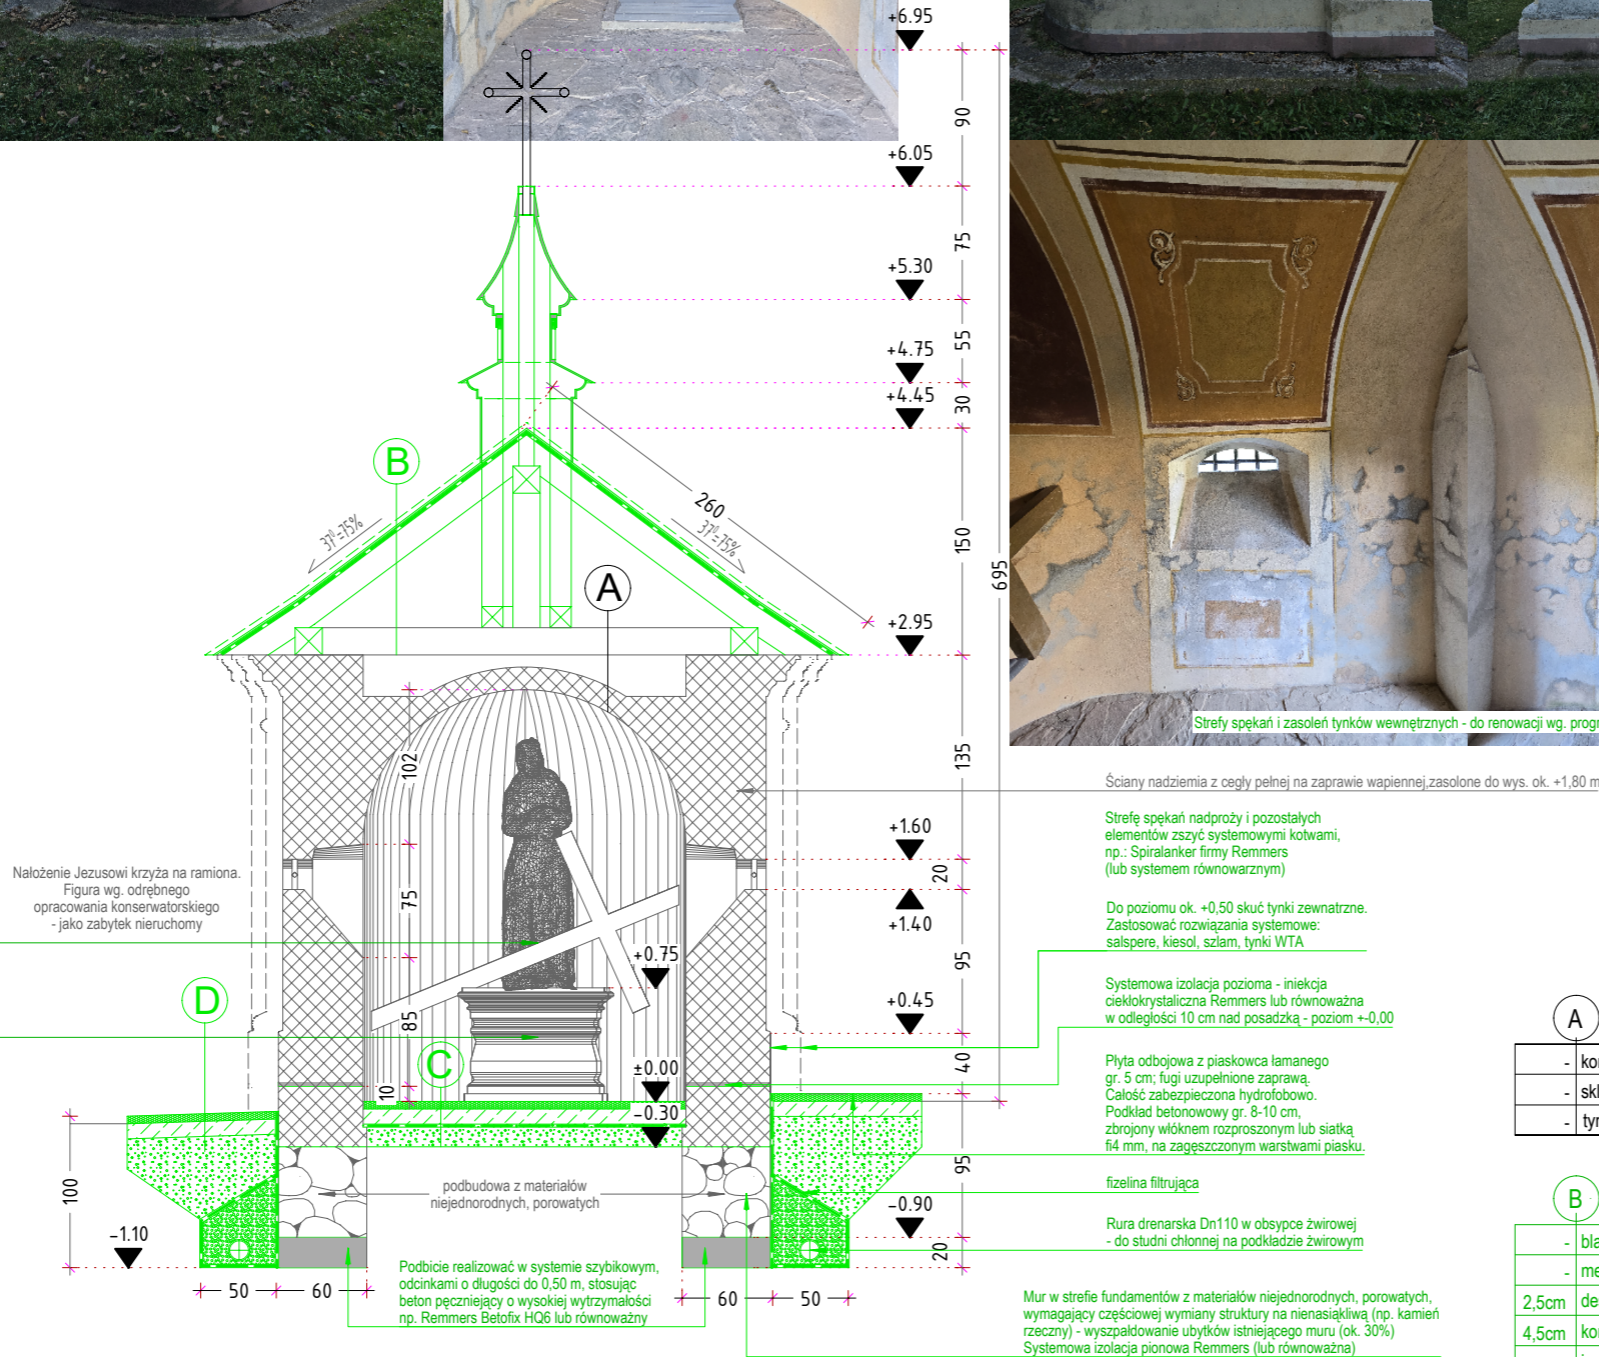 +6.95
90
+6.05
75
+5.30
55
+4.75
30
+4.45
B
260
37°=75%
37°=75%
150
695
A
+2.95
Strefy spękań i zasoleń tynków wewnętrznych - do renowacji wg.
102
135
Ściany nadziemia z cegły pełnej na zaprawie wapiennej,zasolone do wys. ok. +1,80 m
Strefę spękań nadproży i pozostałych
elementów zszyć systemowymi kotwami,
np.: Spiralanker firmy Remmers
(lub systemem równowarznym)
+1.60
20
+1.40
Nałożenie Jezusowi krzyża na ramiona.
Figura wg. odrębnego
opracowania konserwatorskiego
- jako zabytek nieruchomy
75
Do poziomu ok. +0,50 skuć tynki zewnatrzne.
Zastosować rozwiązania systemowe:
salspere, kiesol, szlam, tynki WTA
+0.75
95
Systemowa izolacja pozioma - iniekcja
ciekłokrystaliczna Remmers lub równoważna
w odległości 10 cm nad posadzką - poziom +-0,00
D
85
+0.45
C
40
±0.00
10
-0.30
Płyta odbojowa z piaskowca łamanego
gr. 5 cm; fugi uzupełnione zaprawą.
Całość zabezpieczona hydrofobowo.
Podkład betonowowy gr. 8-10 cm,
zbrojony włóknem rozproszonym lub siatką
fi4 mm, na zagęszczonym warstwami piasku.
A
-
-
-
100
podbudowa z materiałów
niejednorodnych, porowatych
95
fizelina filtrująca
-0.90
Rura drenarska Dn110 w obsypce żwirowej
- do studni chłonnej na podkładzie żwirowym
-1.10
20
Podbicie realizować w systemie szybikowym,
odcinkami o długości do 0,50 m, stosując
beton pęczniejący o wysokiej wytrzymałości
np. Remmers Betofix HQ6 lub równoważny
50
60
60
50
Mur w strefie fundamentów z materiałów niejednorodnych, porowatych,
wymagający częściowej wymiany struktury na nienasiąkliwą (np. kamień
rzeczny) - wyszpałdowanie ubytków istniejącego muru (ok. 30%)
Systemowa izolacja pionowa Remmers (lub równoważna)
B
-
-
2,5cm
4,5cm